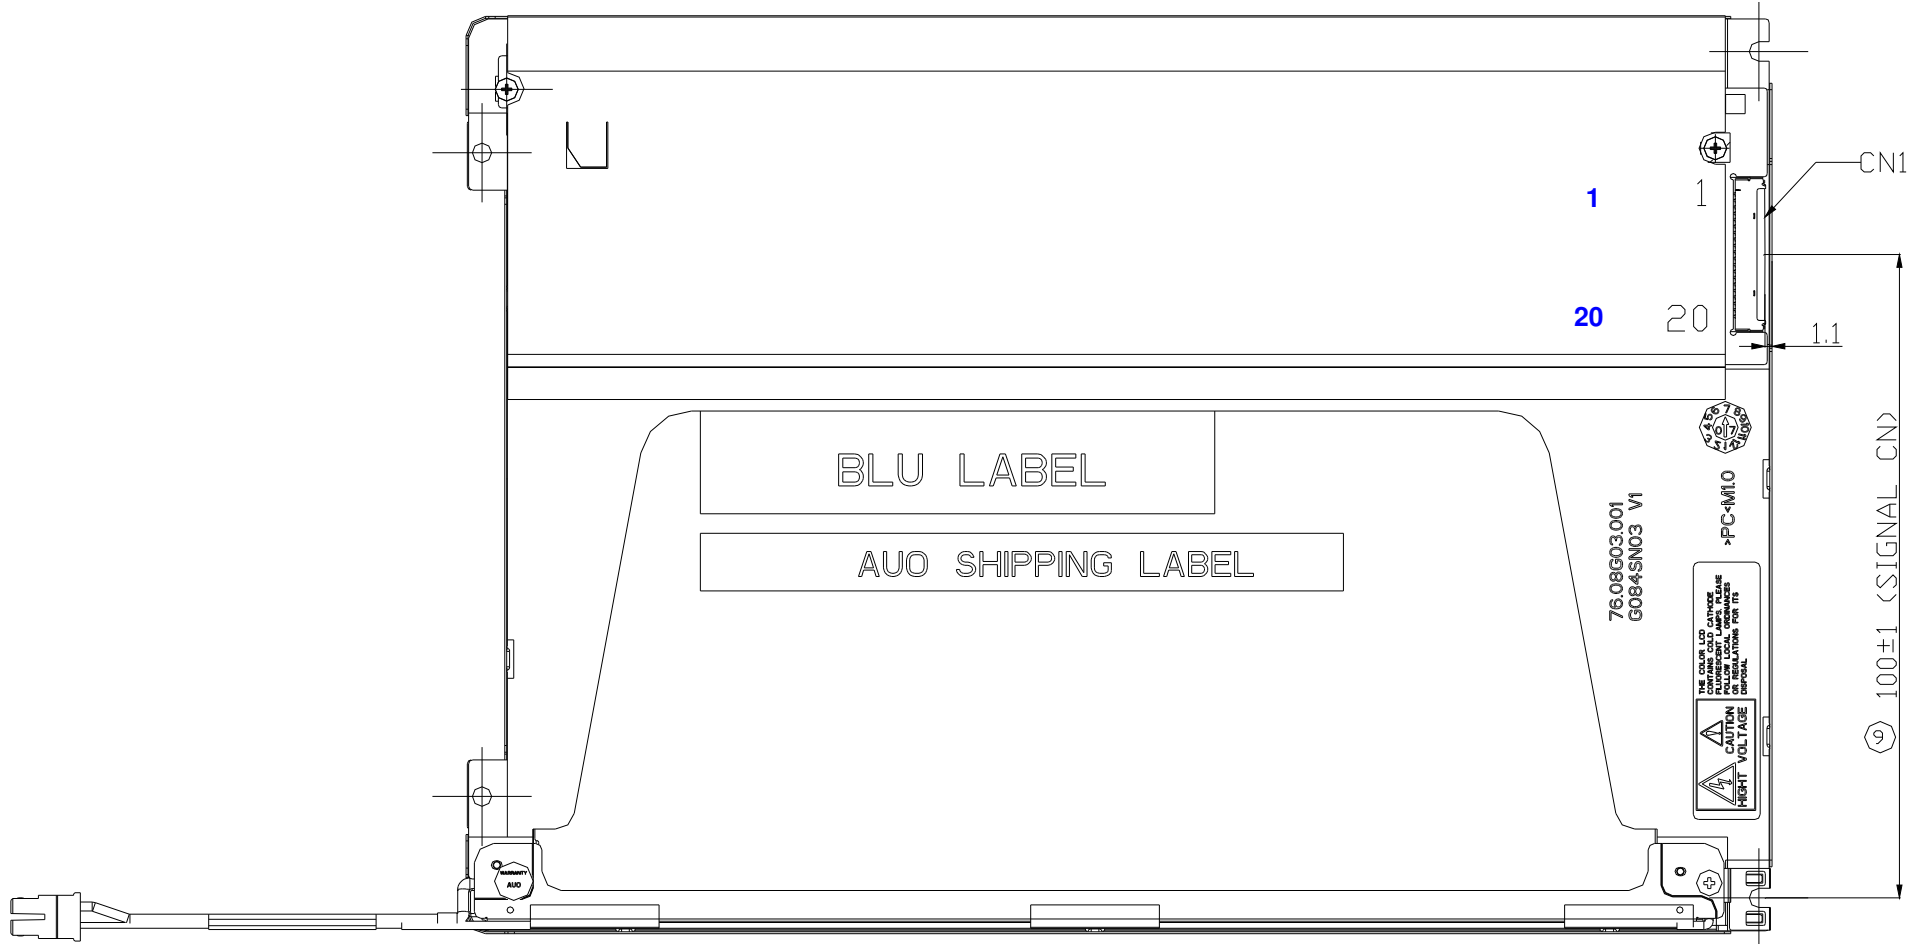 CN1
1
1
20
20
1.1
BLU LABEL
AUO SHIPPING LABEL
76.08G03.001
G084SN03 V1
>PC<M1.0
0 7
THE COLOR LCD
CONTAINS COLD CATHODE
FLUORESCENT LAMPS. PLEASE
FOLLOW LOCAL ORDINANCES
OR REGULATIONS FOR ITS
DISPOSAL
CAUTION
HIGHT VOLTAGE
9 100±1 (SIGNAL CN)
WARRANTY
AUO